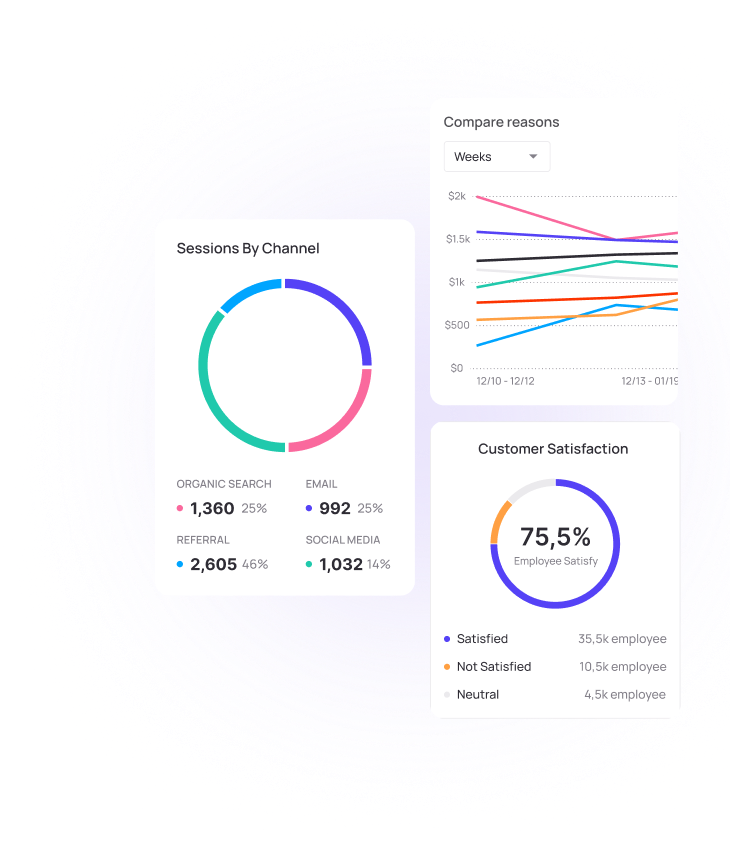 Compare reasons
Weeks
$2k
$1.5k
$1k
$500
$0
12/10 - 12/12 12/13 - 01/19
Sessions By Channel
ORGANIC SEARCH EMAIL
1,360 25% 992 25%
REFERRAL SOCIAL MEDIA
2,605 46% 1,032 14%
Customer Satisfaction
75,5%
Employee Satisfy
Satisfied 35,5k employee
Not Satisfied 10,5k employee
Neutral 4,5k employee